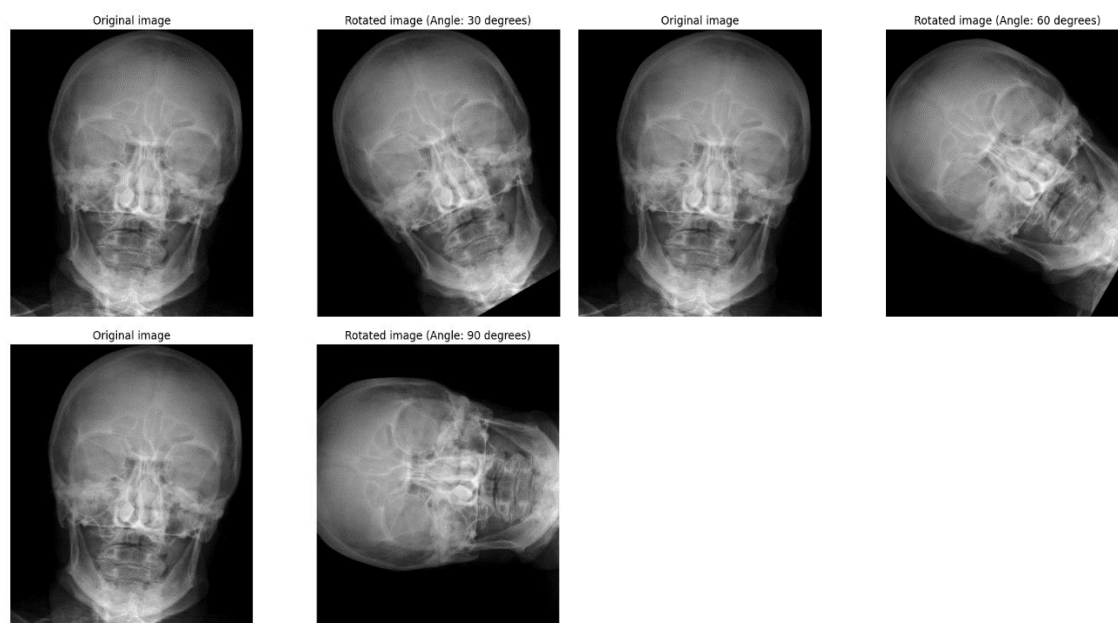 Original image
Rotated image (Angle: 30 degrees)
Original image
Rotated image (Angle: 60 degrees)
Original image
Rotated image (Angle: 90 degrees)